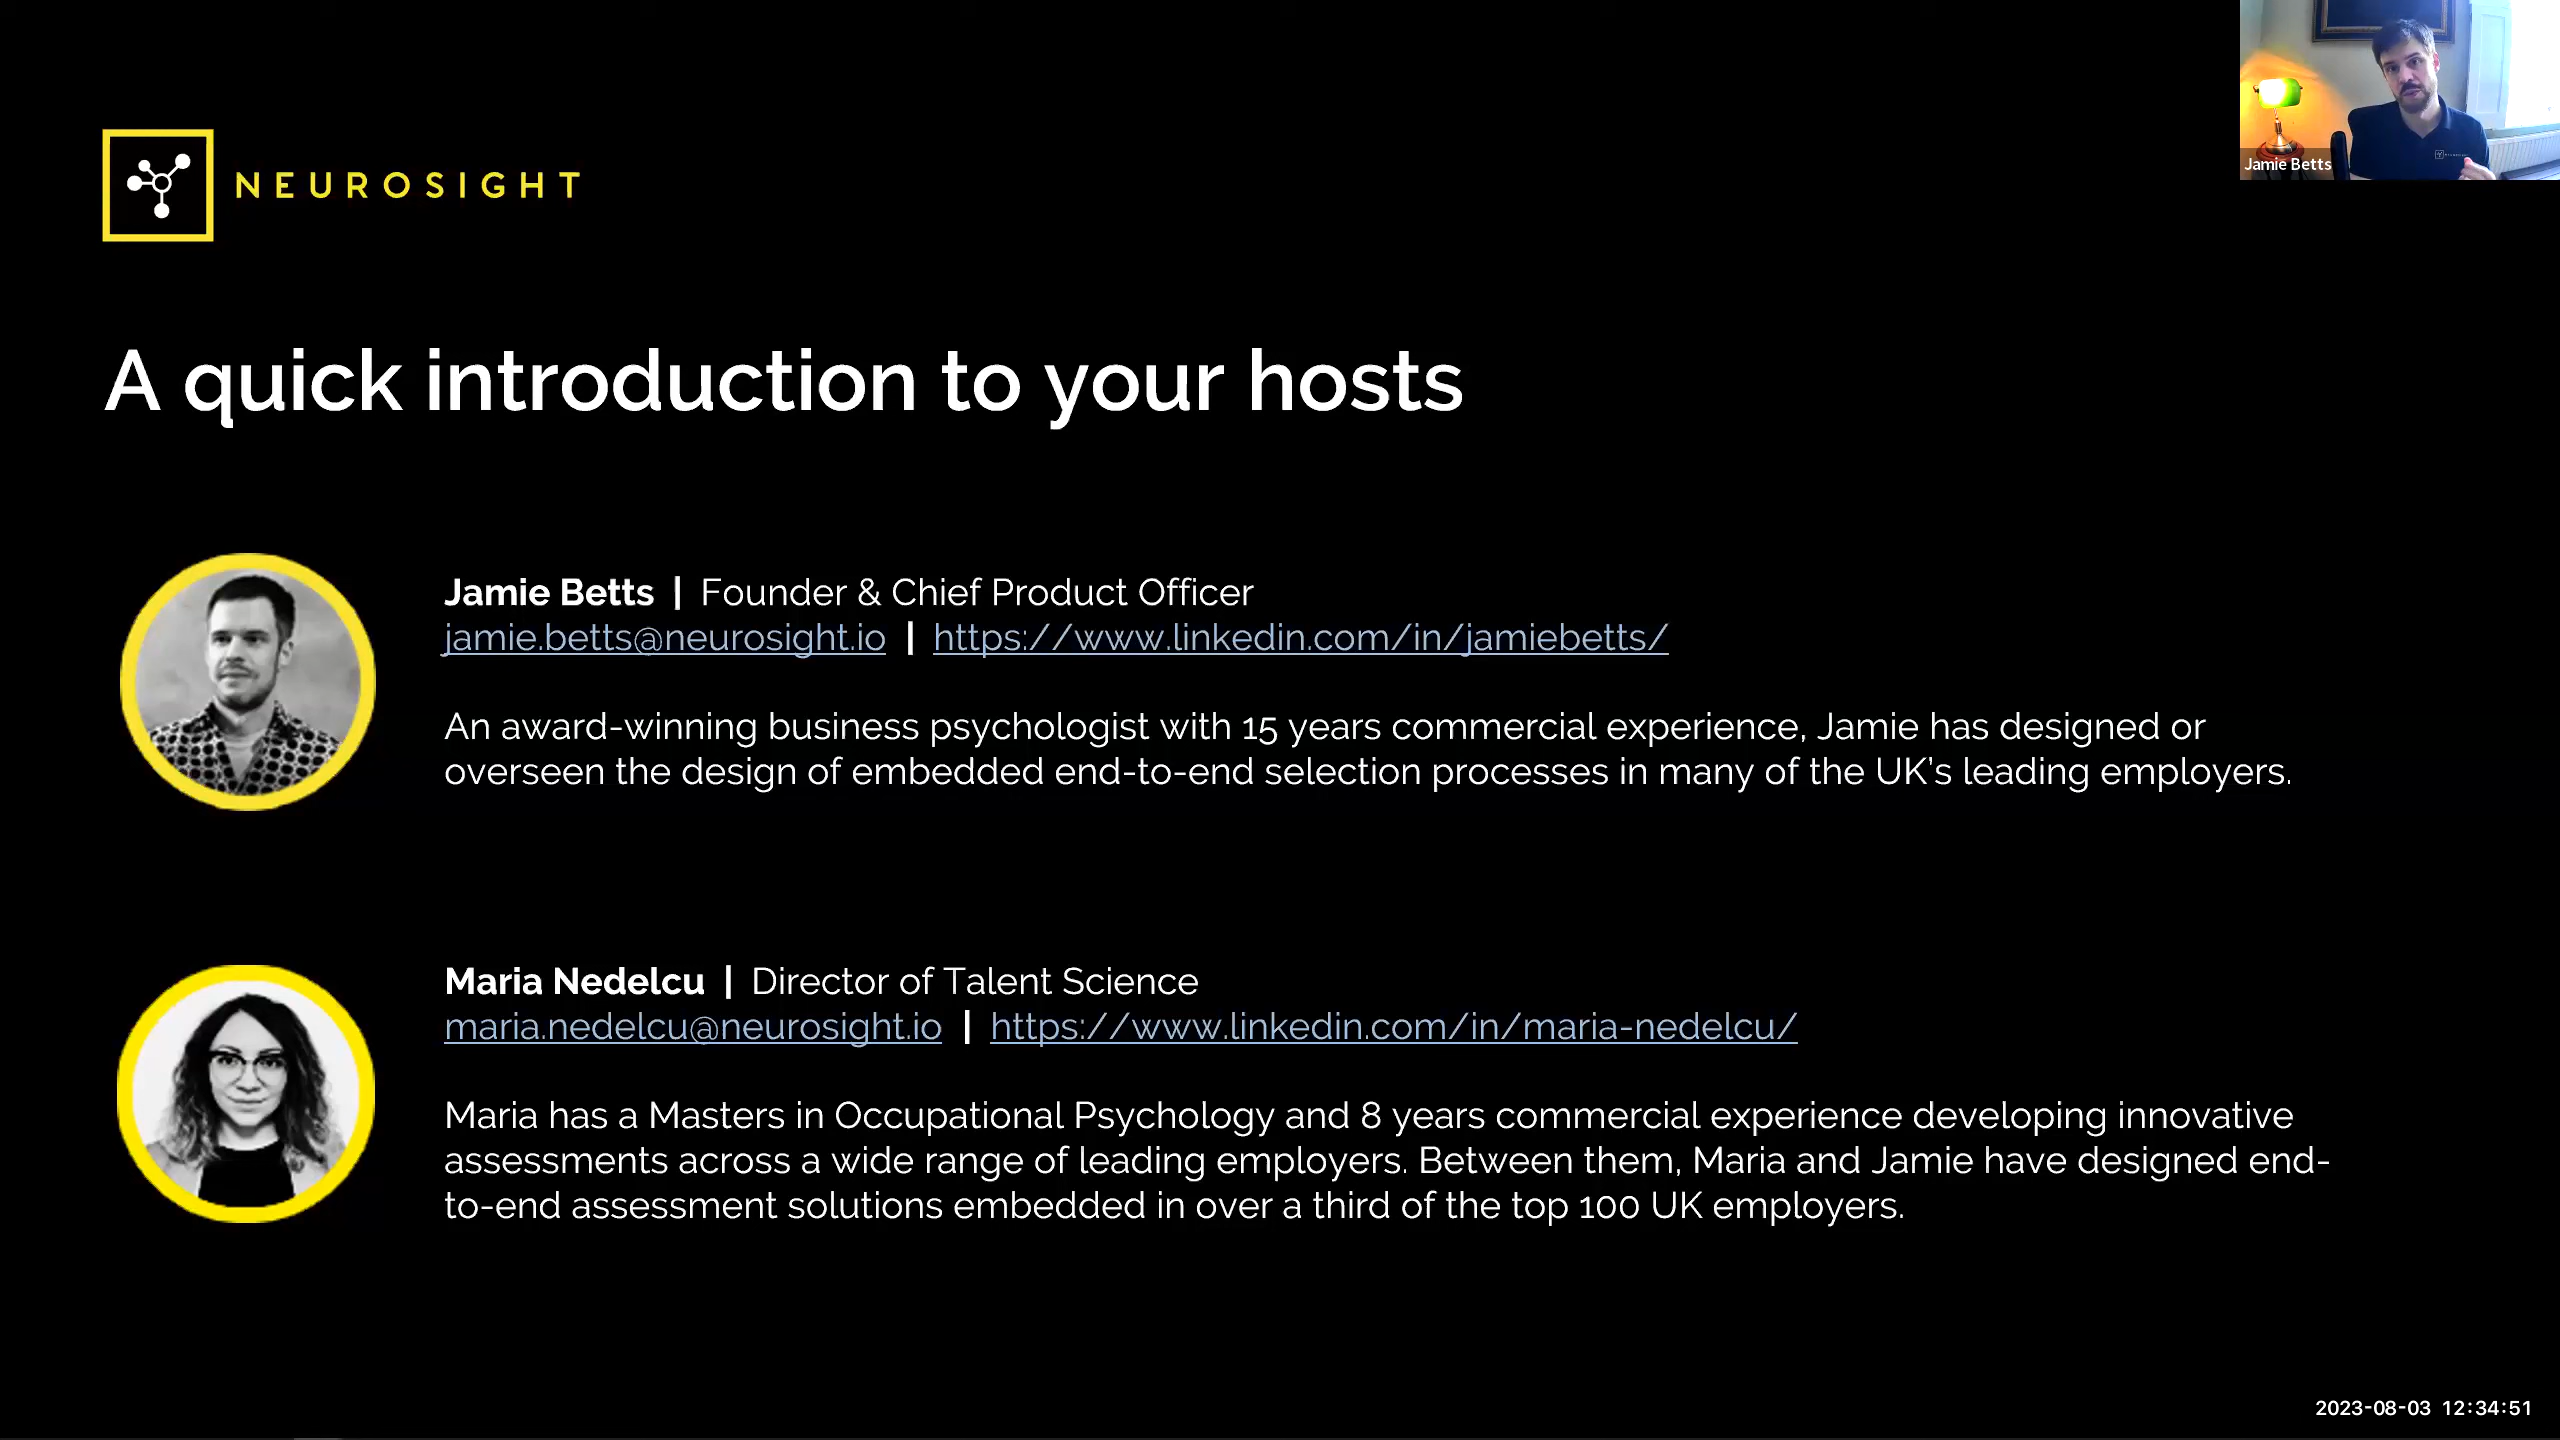 Jamie Betts
NEUROSIGHT
A quick introduction to your hosts
Jamie Betts | Founder & Chief Product Officer
jamie.betts@neurosight.io | https://www.linkedin.com/in/jamiebetts/
An award-winning business psychologist with 15 years commercial experience, Jamie has designed or
overseen the design of embedded end-to-end selection processes in many of the UK's leading employers.
Maria Nedelcu | Director of Talent Science
maria.nedelcu@neurosight.io | https://www.linkedin.com/in/maria-nedelcu/
Maria has a Masters in Occupational Psychology and 8 years commercial experience developing innovative
assessments across a wide range of leading employers. Between them, Maria and Jamie have designed end-
to-end assessment solutions embedded in over a third of the top 100 UK employers.
2023-08-03 12:34:51